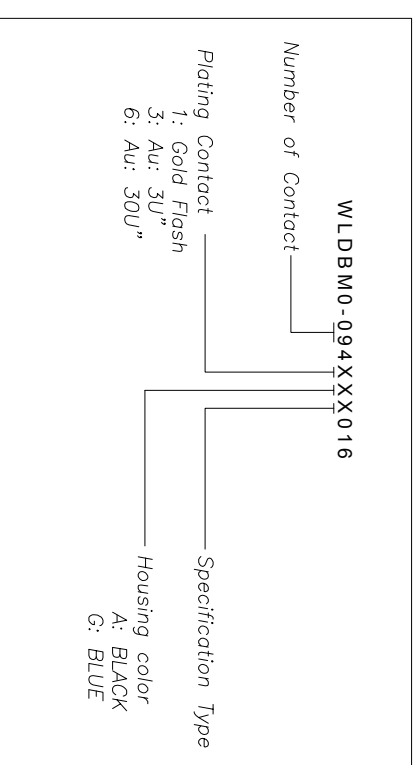 WLDBM0-094XXX016
Number of Contact
Plating Contact
1: Gold Flash
3: Au: 3U"
6: Au: 30U"
Specification Type
Housing color
A: BLACK
G: BLUE